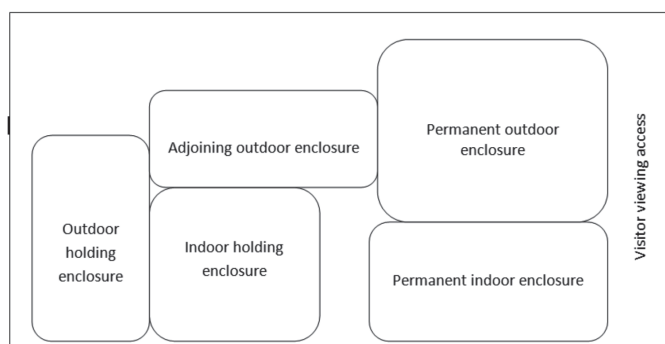 Adjoining outdoor enclosure
Permanent outdoor
enclosure
Outdoor
holding
enclosure
Indoor holding
enclosure
Permanent indoor enclosure
Visitor viewing access